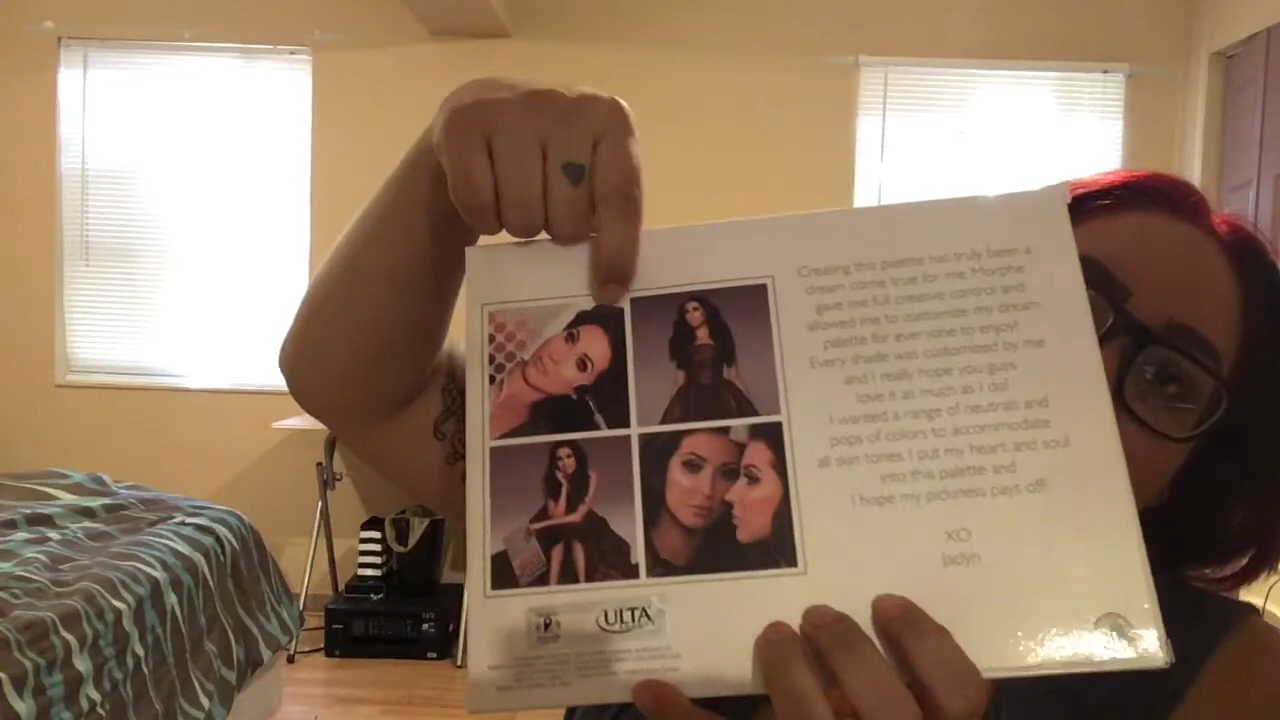 Creating this palette has truly been a
dream come true for me. Morphe
gave me full creative control and
allowed me to customize my dream
palette for everyone to enjoy!
Every shade was customized by me
and I really hope you guys
love it as much as I do!
I wanted a range of neutrals and
pops of colors to accommodate
all skin tones. I put my heart and soul
into this palette and
I hope my pickiness pays off!
XO
Jaclyn
ULTA